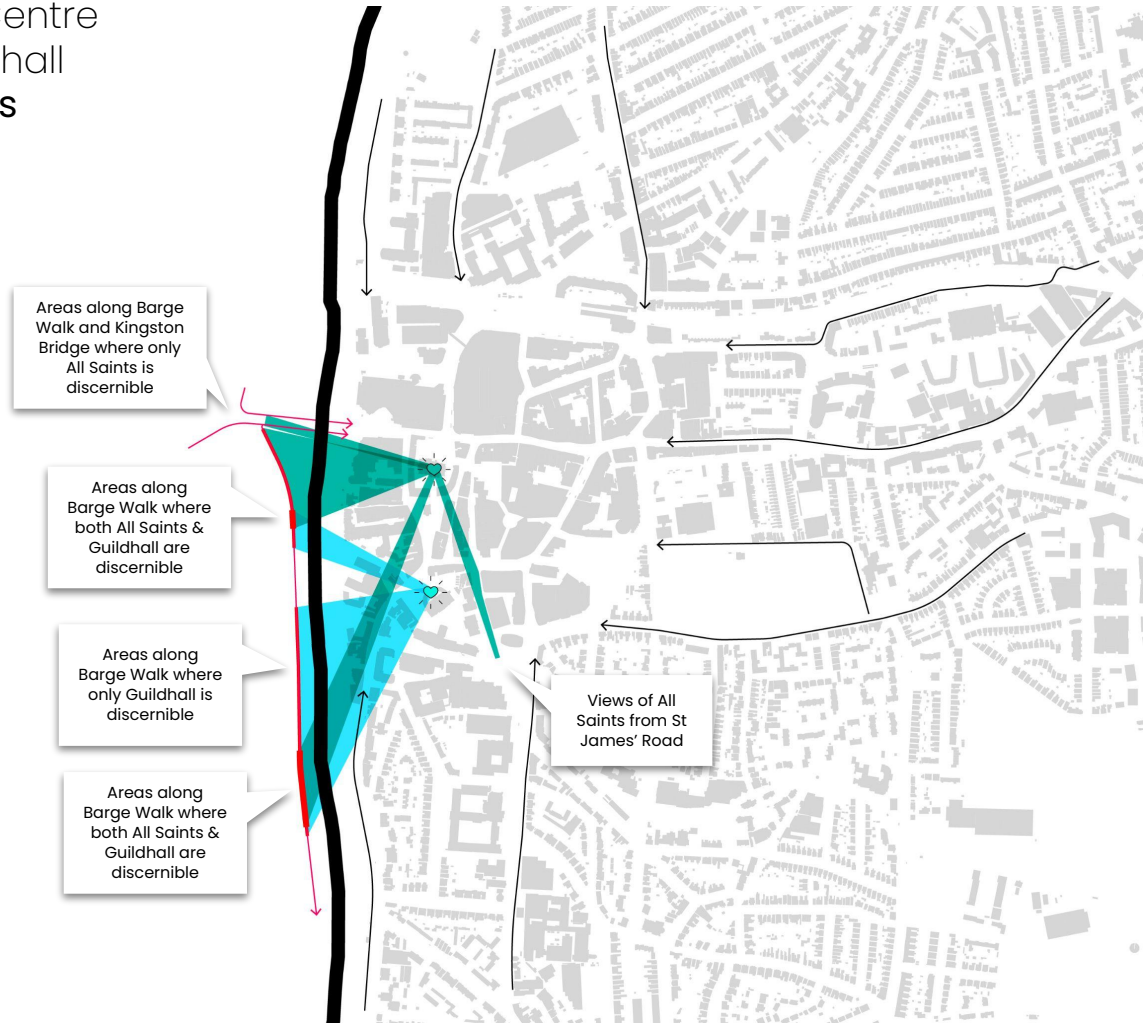 entre
hall
s
Areas along Barge
Walk and Kingston
Bridge where only
All Saints is
discernible
Areas along
Barge Walk where
both All Saints &
Guildhall are
discernible
Areas along
Barge Walk where
only Guildhall is
discernible
Areas along
Barge Walk where
both All Saints &
Guildhall are
discernible
Views of All
Saints from St
James’ Road